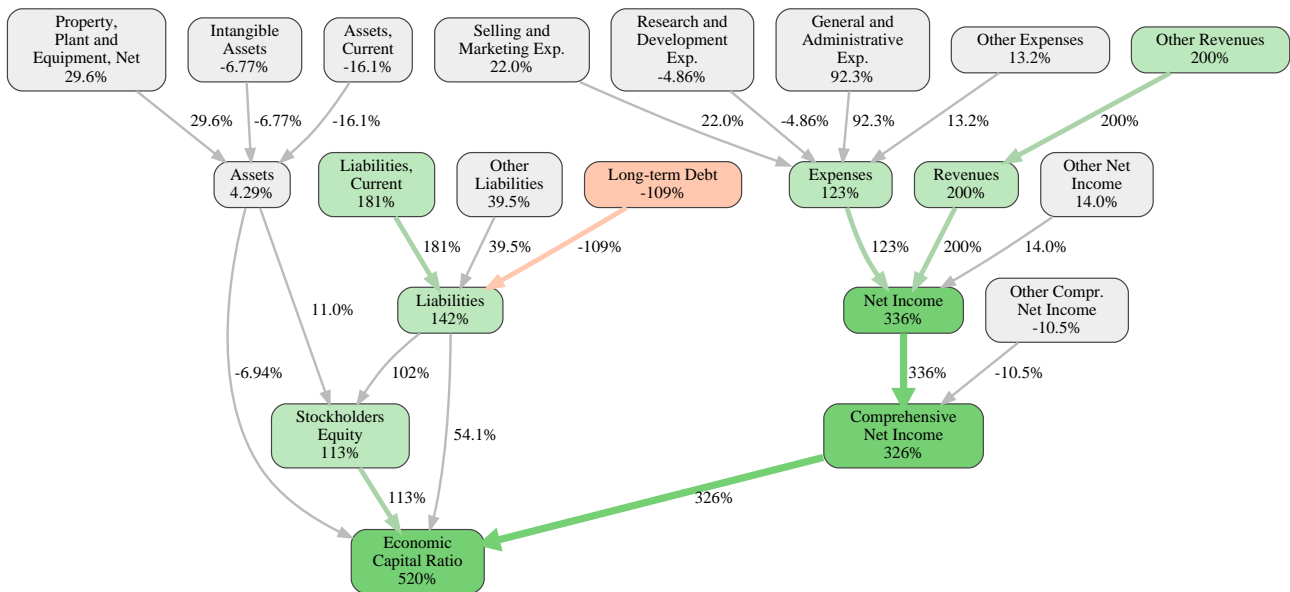 Property,
Plant and
Equipment, Net
29.6%
Intangible
Assets
-6.77%
Assets,
Current
-16.1%
Selling and
Marketing Exp.
22.0%
Research and
Development
Exp.
-4.86%
General and
Administrative
Exp.
92.3%
Other Expenses
13.2%
Other Revenues
200%
29.6%
-6.77%
-16.1%
22.0%
-4.86%
92.3%
13.2%
200%
Assets
4.29%
Liabilities,
Current
181%
Other
Liabilities
39.5%
Long-term Debt
-109%
Expenses
123%
Revenues
200%
Other Net
Income
14.0%
181%
39.5%
-109%
123%
200%
14.0%
11.0%
Liabilities
142%
Net Income
336%
Other Compr.
Net Income
-10.5%
-6.94%
102%
336%
-10.5%
Stockholders
Equity
113%
54.1%
Comprehensive
Net Income
326%
113%
326%
Economic
Capital Ratio
520%